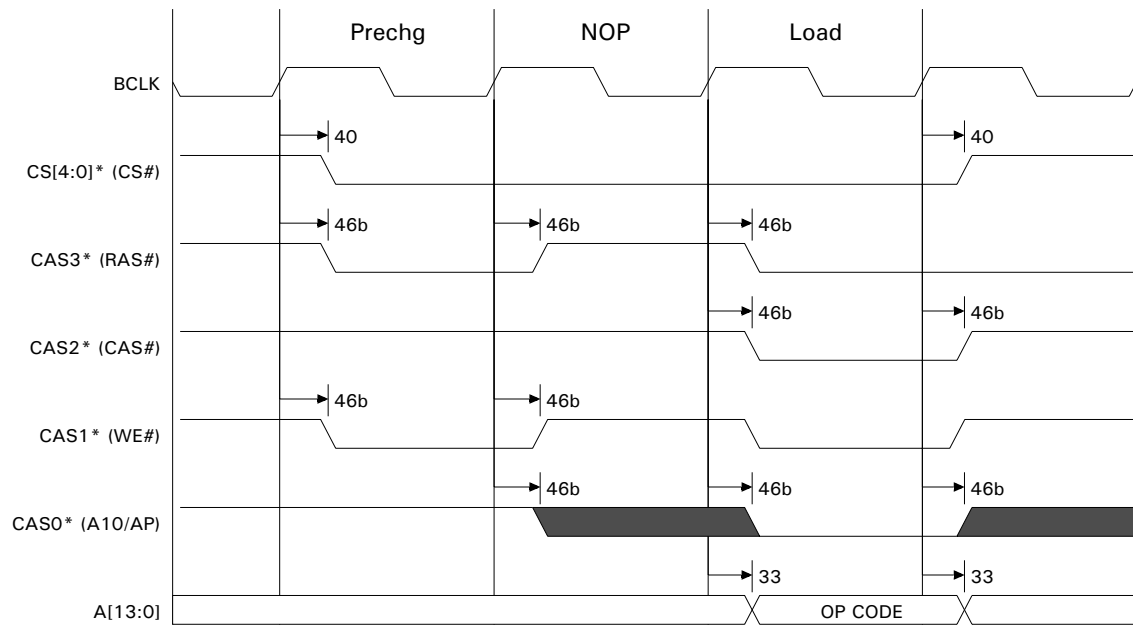 Prechg NOP Load
BCLK
40 40
CS[4:0]* (CS#)
46b 46b 46b
CAS3* (RAS#)
46b 46b
CAS2* (CAS#)
46b 46b
CAS1* (WE#)
46b 46b 46b
CAS0* (A10/AP)
33 33
A[13:0] OP CODE